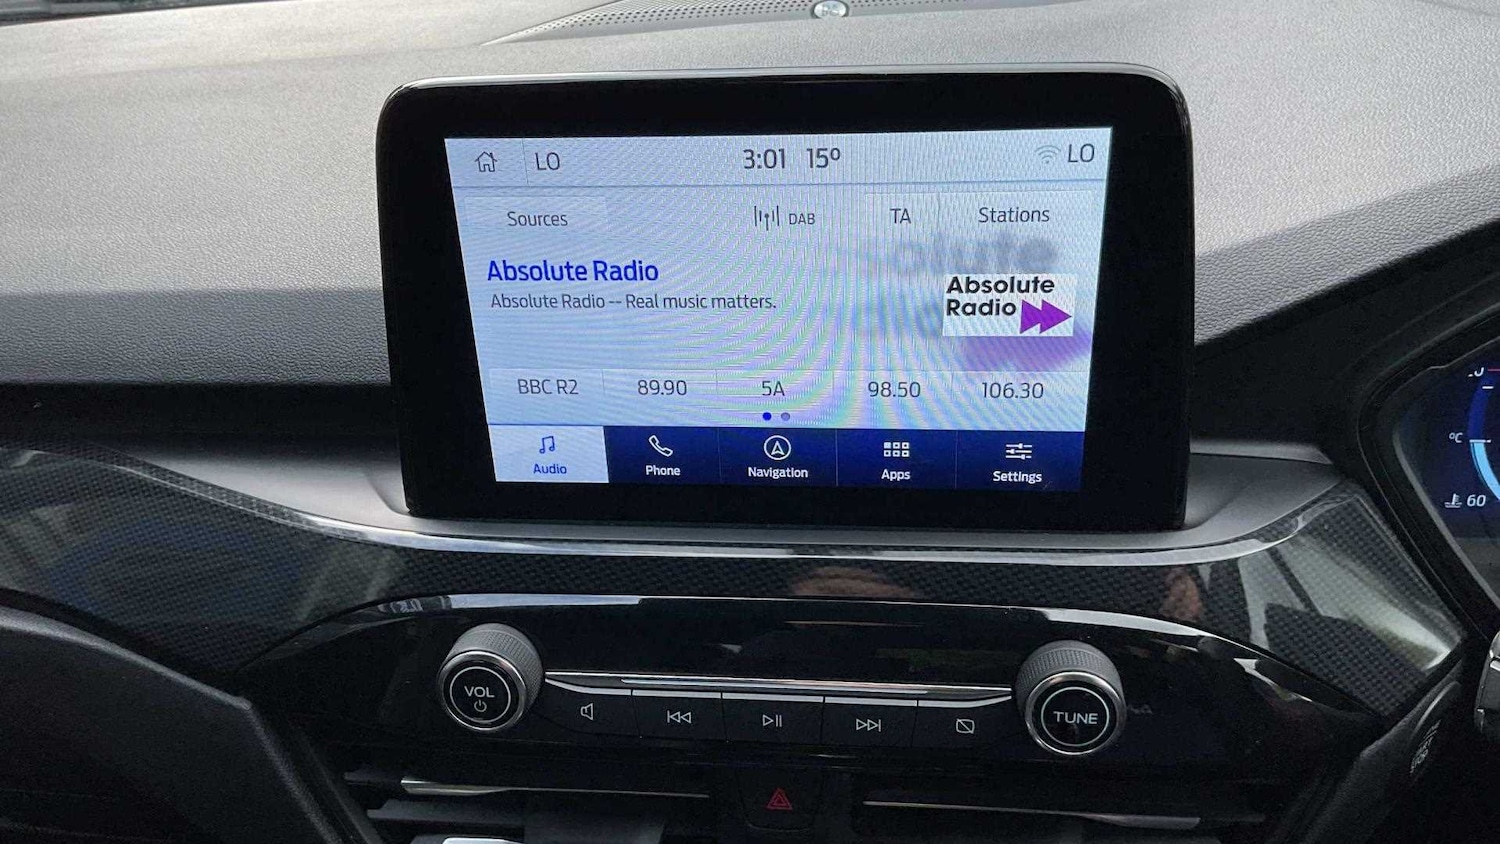 LO 3:01 15º LO
Sources DAB TA Stations
Absolute Radio
Absolute Radio -- Real music matters.
Absolute
Radio
BBC R2 89.90 5A 98.50 106.30
Audio Phone Navigation Apps Settings
°C
60
VOL
TUNE